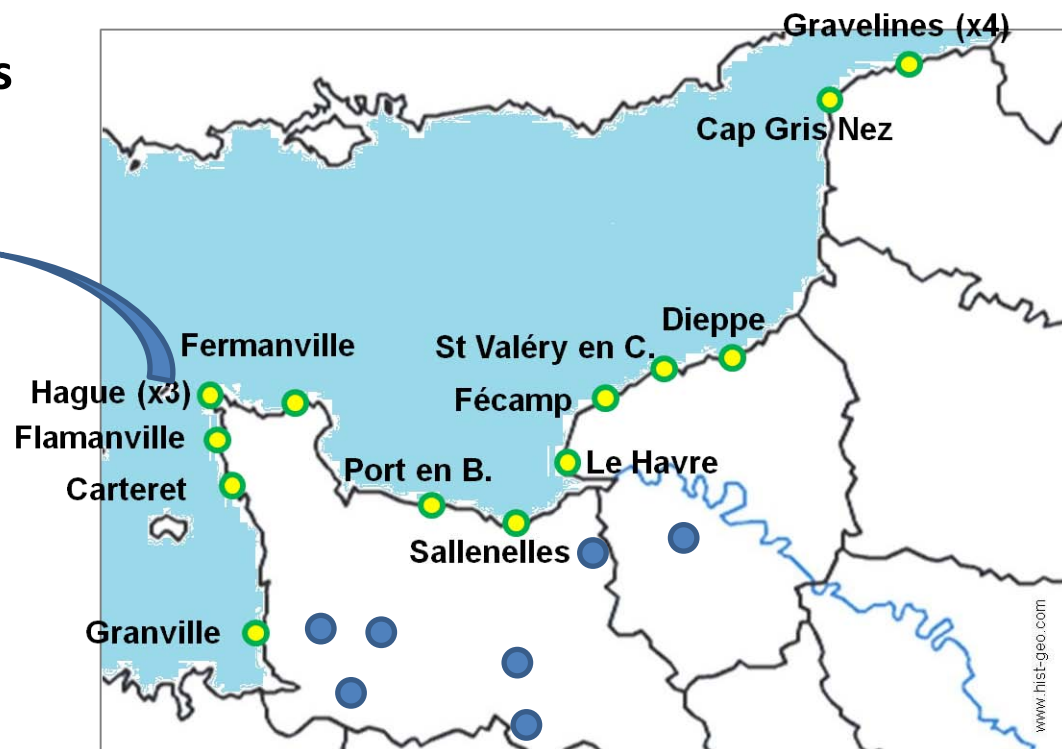 s
Gravelines (x4)
Cap Gris Nez
Dieppe
Fermanville
St Valéry en C.
Hague (x3)
Fécamp
Flamanville
Le Havre
Port en B.
Carteret
Sallenelles
Granville
www.hist-geo.com